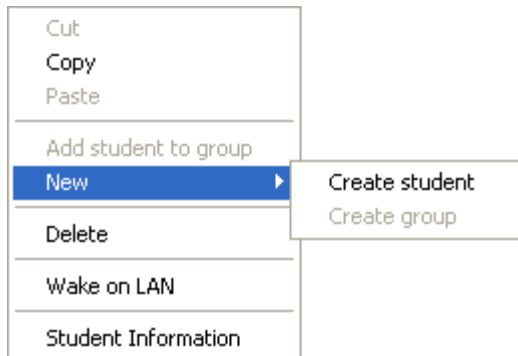 Cut
Copy
Paste
Add student to group
New
Create student
Create group
Delete
Wake on LAN
Student Information